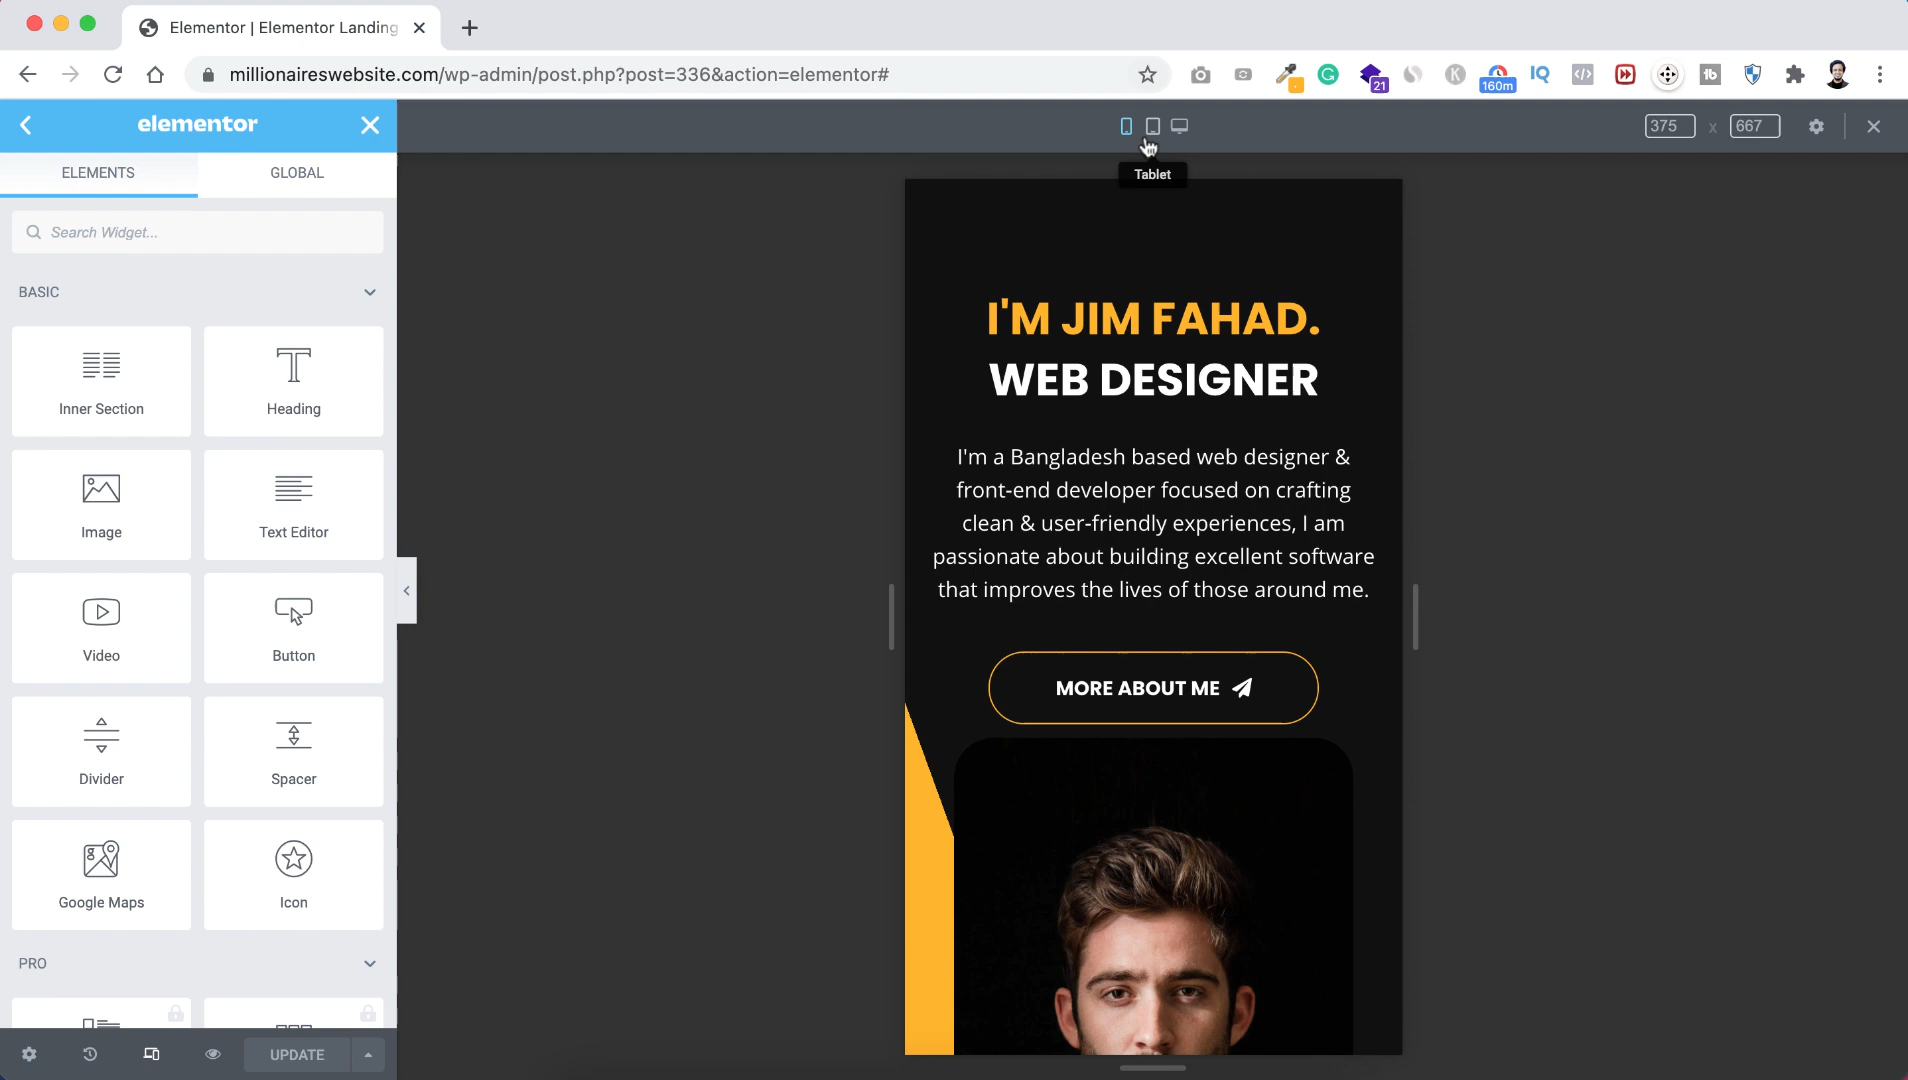 Elementor | Elementor Landing
millionaireswebsite.com/wp-admin/post.php?post=336&action=elementor#
21
160m
IQ
tb
K
elementor
375 x 667
Tablet
ELEMENTS
GLOBAL
Search Widget...
BASIC
Inner Section
Heading
Image
Text Editor
Video
Button
Divider
Spacer
Google Maps
Icon
PRO
UPDATE
I'M JIM FAHAD.
WEB DESIGNER
I'm a Bangladesh based web designer &
front-end developer focused on crafting
clean & user-friendly experiences, I am
passionate about building excellent software
that improves the lives of those around me.
MORE ABOUT ME